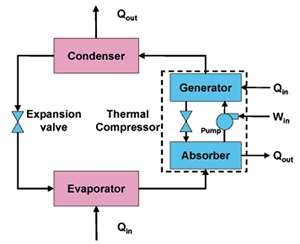 Qout
Condenser
Generator
Qin
Expansion
valve
Thermal
Compressor
Pump
Win
Absorber
Qout
Evaporator
Qin